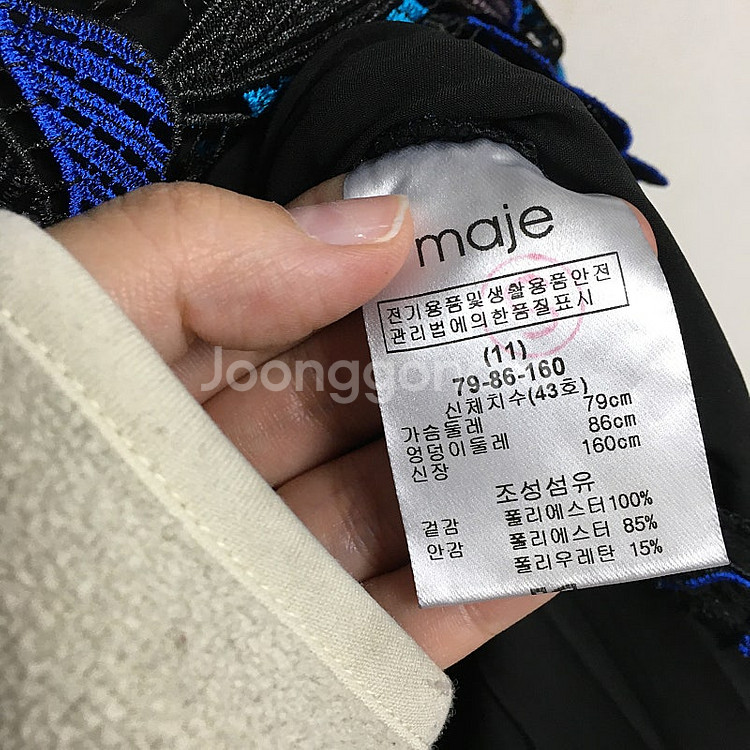 maje
전기용품및생활용품안전
관리법에의한품질표시
(11)
79-86-160
신체치수(43호)
가슴둘레 79cm
엉덩이둘레 86cm
신장 160cm
조성섬유
겉감 폴리에스터100%
안감 폴리에스터 85%
폴리우레탄 15%